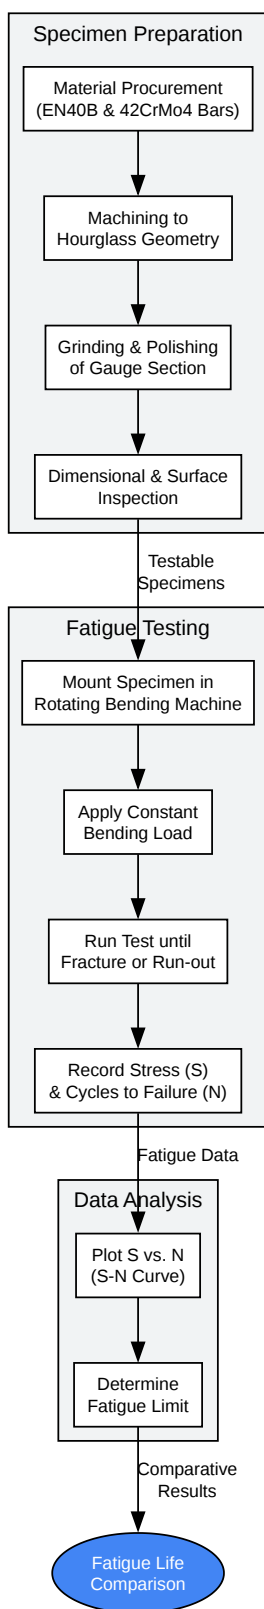 Specimen Preparation
Material Procurement
(EN40B & 42CrMo4 Bars)
Machining to
Hourglass Geometry
Grinding & Polishing
of Gauge Section
Dimensional & Surface
Inspection
Testable
Specimens
Fatigue Testing
Mount Specimen in
Rotating Bending Machine
Apply Constant
Bending Load
Run Test until
Fracture or Run-out
Record Stress (S)
& Cycles to Failure (N)
Fatigue Data
Data Analysis
Plot S vs. N
(S-N Curve)
Determine
Fatigue Limit
Comparative
Results
Fatigue Life
Comparison